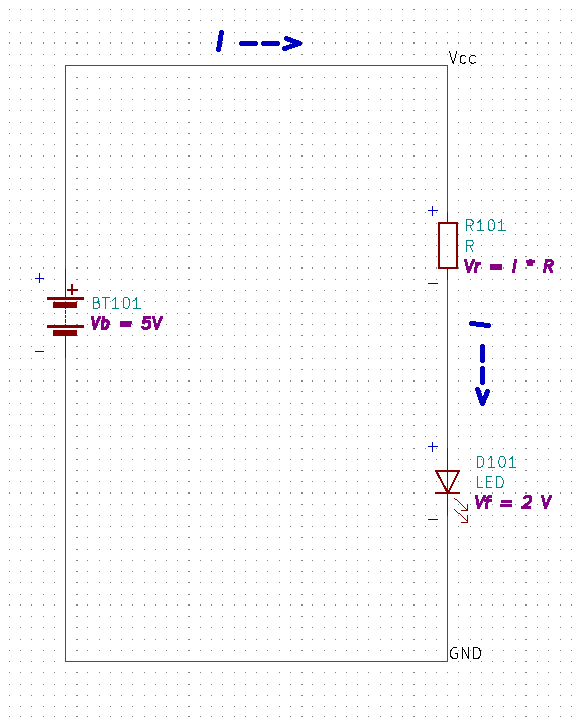 I
Vcc
+
R101
R
Vr = I * R
-
+
+
BT101
Vb = 5V
-
I
+
D101
LED
Vf = 2 V
-
GND